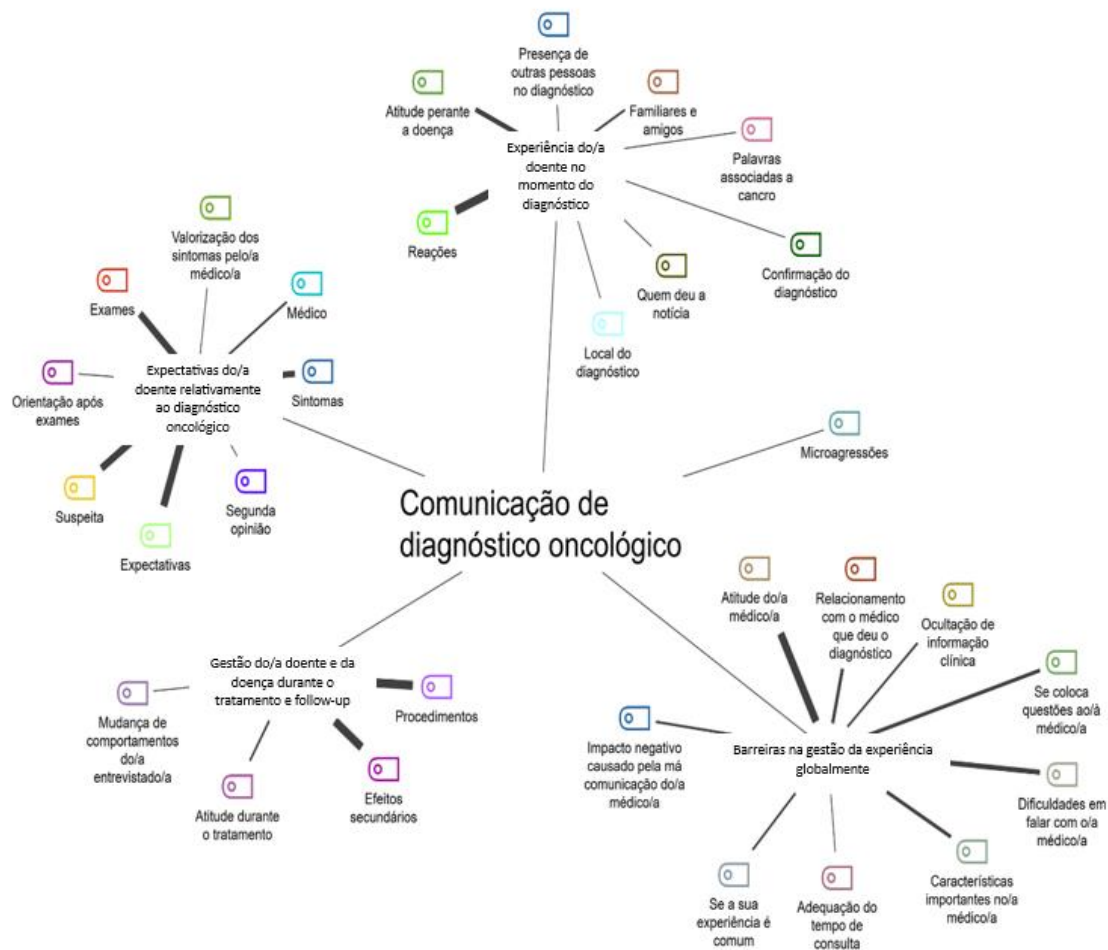 Presença de
outras pessoas
no diagnóstico
Atitude perante
a doença
Familiares e
amigos
Palavras
associadas a
cancro
Experiência do/a
doente no
momento do
diagnóstico
Reações
Confirmação do
diagnóstico
Quem deu a
notícia
Local do
diagnóstico
Valorização dos
sintomas pelo/a
médico/a
Exames
Médico
Expectativas do/a
doente relativamente
ao diagnóstico
oncológico
Orientação após
exames
Sintomas
Suspeita
Segunda
opinião
Expectativas
Microagressões
Comunicação de
diagnóstico oncológico
Gestão do/a doente e da
doença durante o
tratamento e follow-up
Mudança de
comportamentos
do/a
entrevistado/a
Procedimentos
Atitude durante
o tratamento
Efeitos
secundários
Atitude do/a
médico/a
Relacionamento
com o médico
que deu o
diagnóstico
Ocultação de
informação
clínica
Se coloca
questões ao/à
médico/a
Impacto negativo
causado pela má
comunicação do/a
médico/a
Barreiras na gestão da experiência
globalmente
Dificuldades em
falar com o/a
médico/a
Se a sua
experiência é
comum
Adequação do
tempo de
consulta
Características
importantes no/a
médico/a